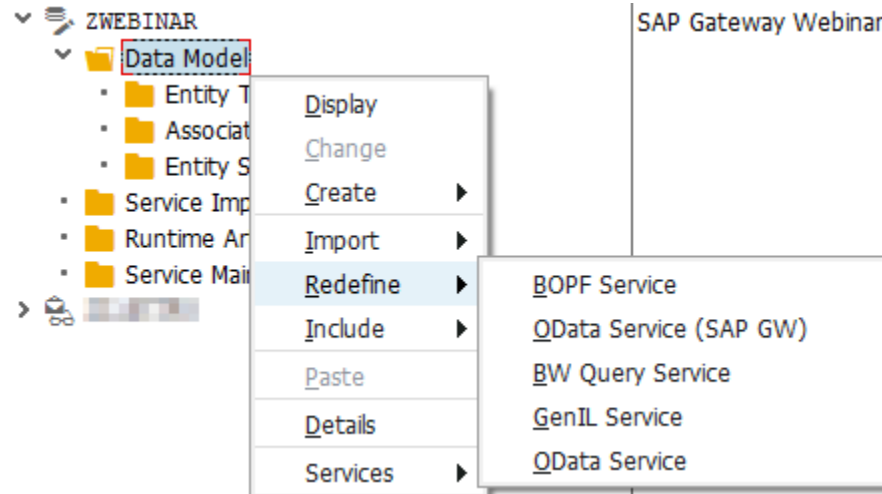 ZWEBINAR
SAP Gateway Webinar
Data Model
Entity T
Associat
Entity S
Service Imp
Runtime Ar
Service Mai
Display
Change
Create
Import
Redefine
Include
Paste
Details
Services
BOPF Service
OData Service (SAP GW)
BW Query Service
GenIL Service
OData Service